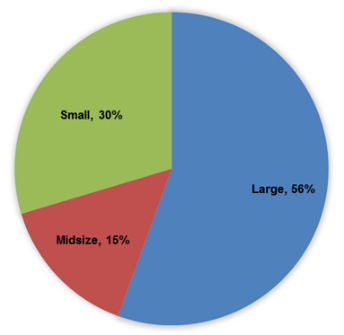 Small, 30%
Large, 56%
Midsize, 15%